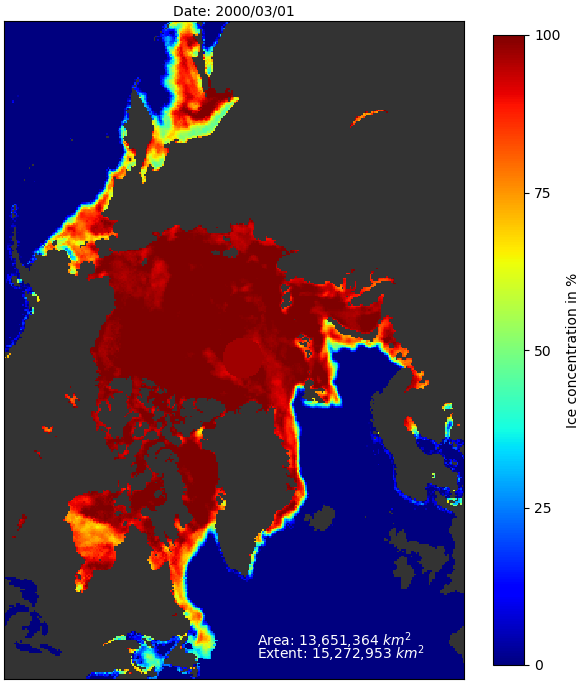 Date: 2000/03/01
100
75
50
25
0
Ice concentration in %
Area: 13,651,364 km²
Extent: 15,272,953 km²